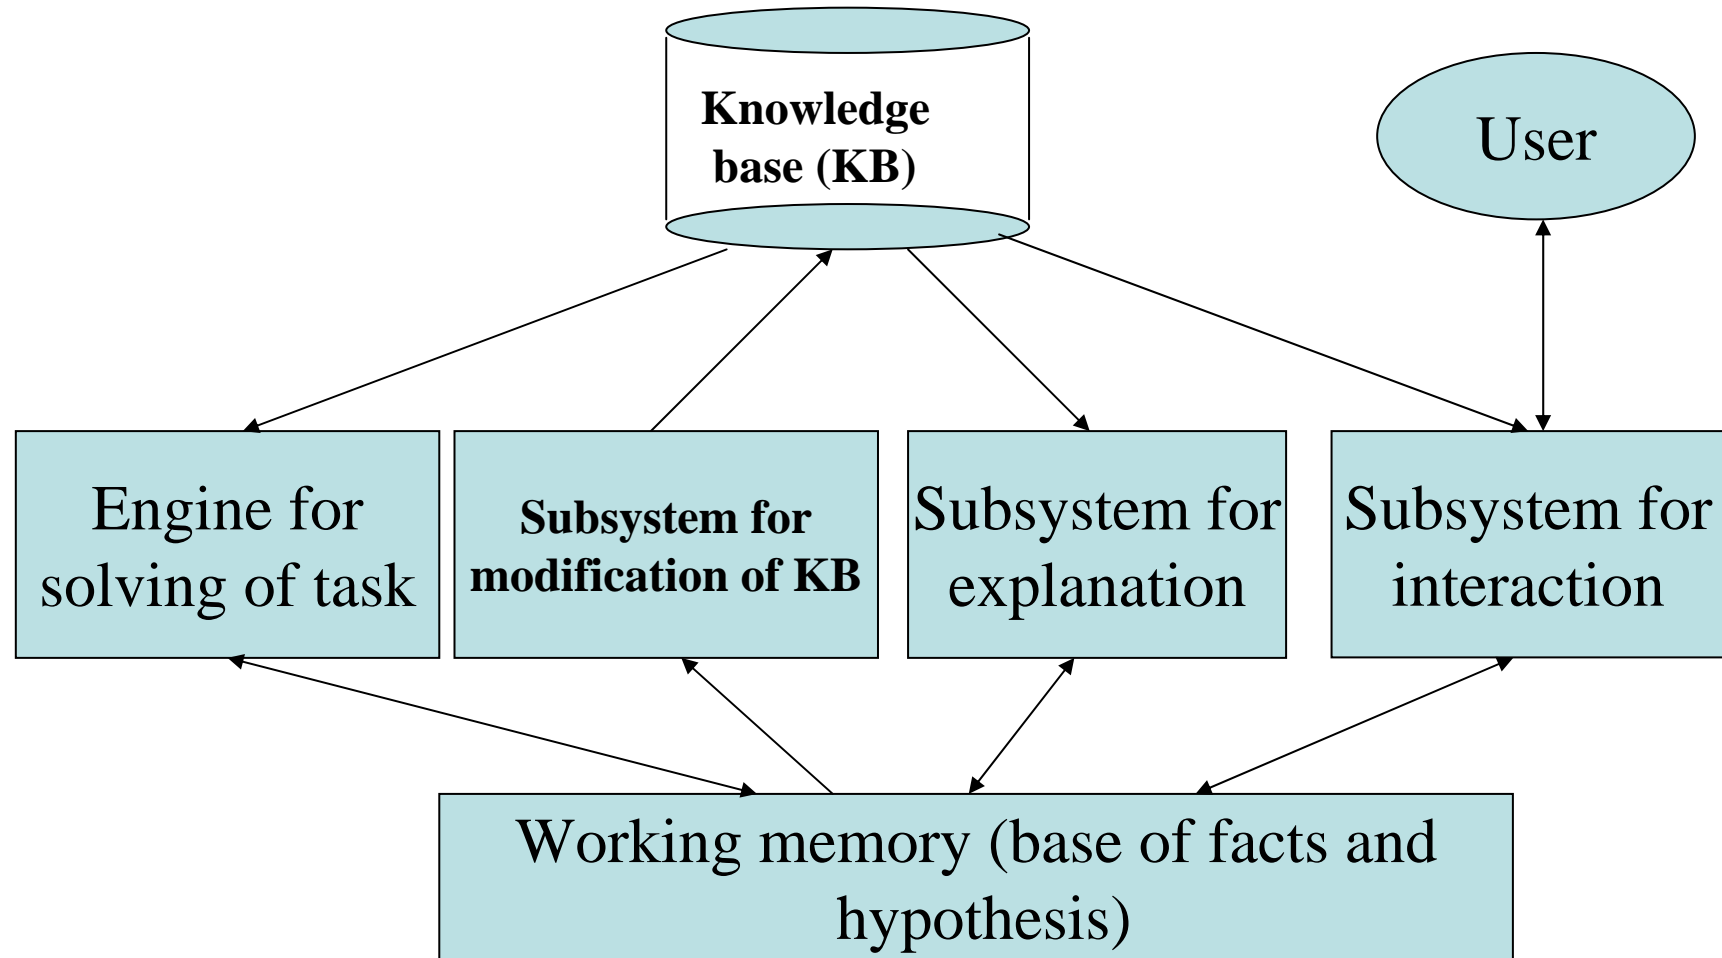 Knowledge
base (KB)
User
Engine for
solving of task
Subsystem for
modification of KB
Subsystem for
explanation
Subsystem for
interaction
Working memory (base of facts and
hypothesis)